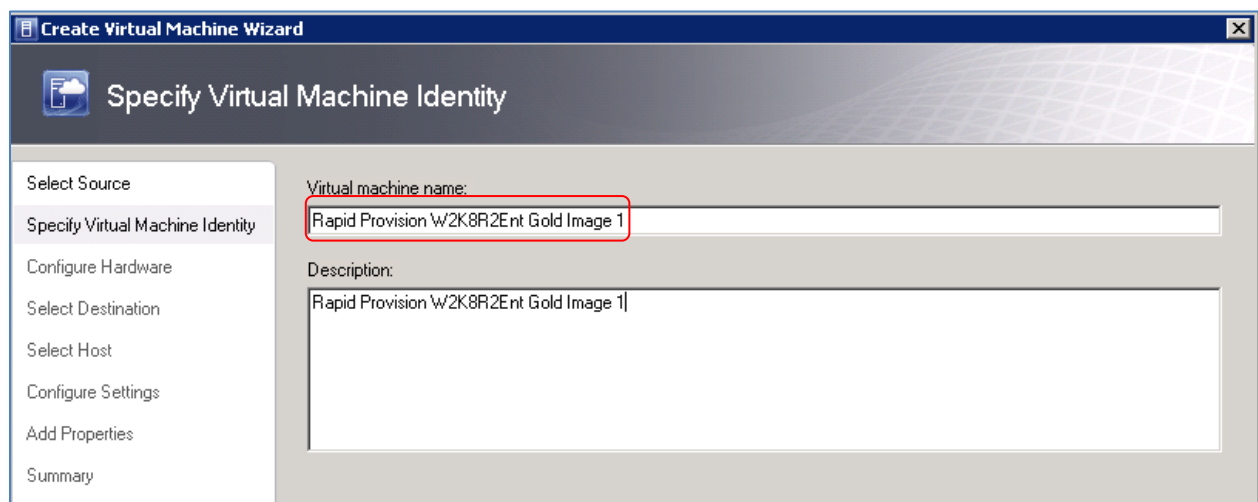 Create Virtual Machine Wizard
Specify Virtual Machine Identity
Select Source
Specify Virtual Machine Identity
Configure Hardware
Select Destination
Select Host
Configure Settings
Add Properties
Summary
Virtual machine name:
Rapid Provision W2K8R2Ent Gold Image 1
Description:
Rapid Provision W2K8R2Ent Gold Image 1